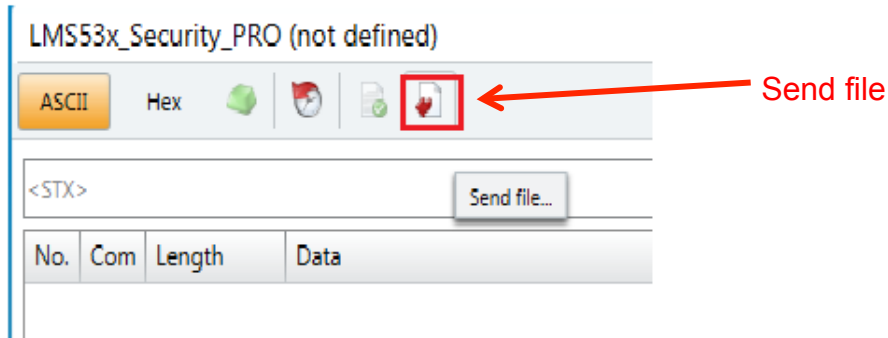 LMS53x_Security_PRO (not defined)
ASCII Hex
Send file
<STX>
Send file...
No. Com Length Data